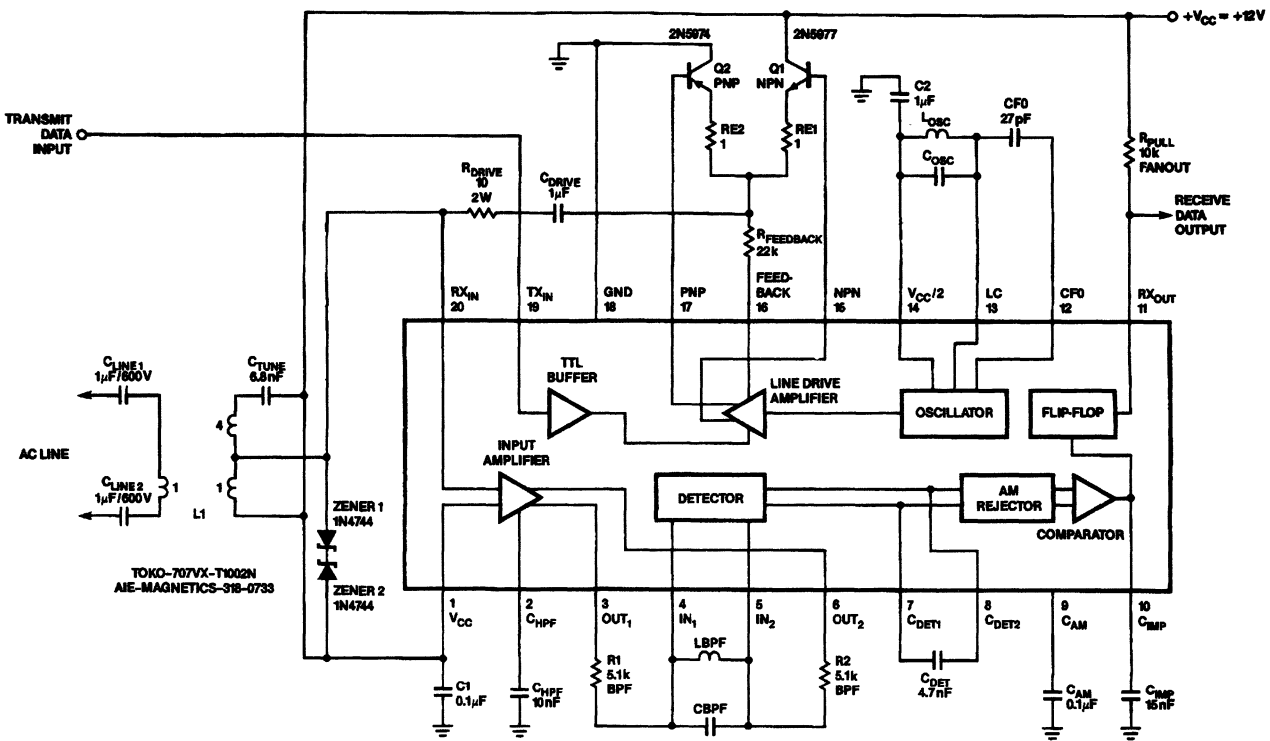 +VCC = +12V
2N5974
2N5977
Q2
PNP
Q1
NPN
C2
1μF
LOSC
CF0
27pF
TRANSMIT
DATA
INPUT
RE2
1
RE1
1
COSC
RPULL
10k
FANOUT
RDRIVE
10
2W
CDRIVE
1μF
RECEIVE
DATA
OUTPUT
RFEEDBACK
22k
RXIN
20
TXIN
19
GND
18
PNP
17
FEED-
BACK
16
NPN
15
VCC/2
14
LC
13
CF0
12
RXOUT
11
CLINE 1
1μF/600V
CTUNE
6.8nF
TTL
BUFFER
LINE DRIVE
AMPLIFIER
OSCILLATOR
FLIP-FLOP
4
AC LINE
INPUT
AMPLIFIER
CLINE 2
1μF/600V
1
1
L1
ZENER 1
1N4744
DETECTOR
AM
REJECTOR
COMPARATOR
TOKO-707VX-T1002N
AIE-MAGNETICS-318-0733
ZENER 2
1N4744
1
VCC
2
CHPF
3
OUT1
4
IN1
5
IN2
6
OUT2
7
CDET1
8
CDET2
9
CAM
10
CIMP
C1
0.1μF
CHPF
10nF
R1
5.1k
BPF
LBPF
CBPF
R2
5.1k
BPF
CDET
4.7nF
CAM
0.1μF
CIMP
15nF